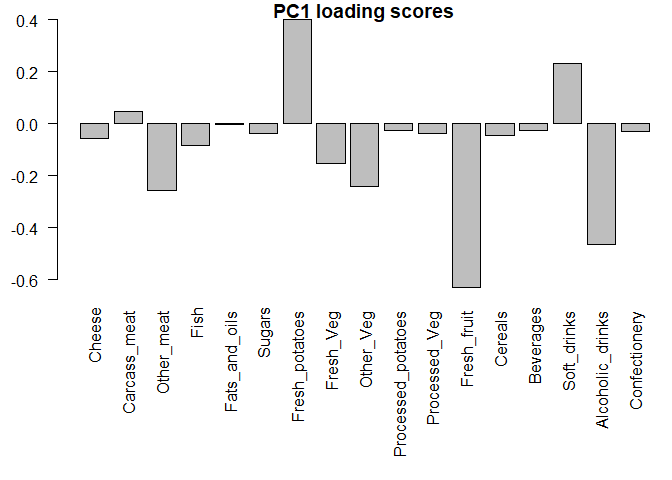 PC1 loading scores
0.4
0.2
0.0
-0.2
-0.4
-0.6
Cheese
Carcass_meat
Other_meat
Fish
Fats_and_oils
Sugars
Fresh_potatoes
Fresh_Veg
Other_Veg
Processed_potatoes
Processed_Veg
Fresh_fruit
Cereals
Beverages
Soft_drinks
Alcoholic_drinks
Confectionery